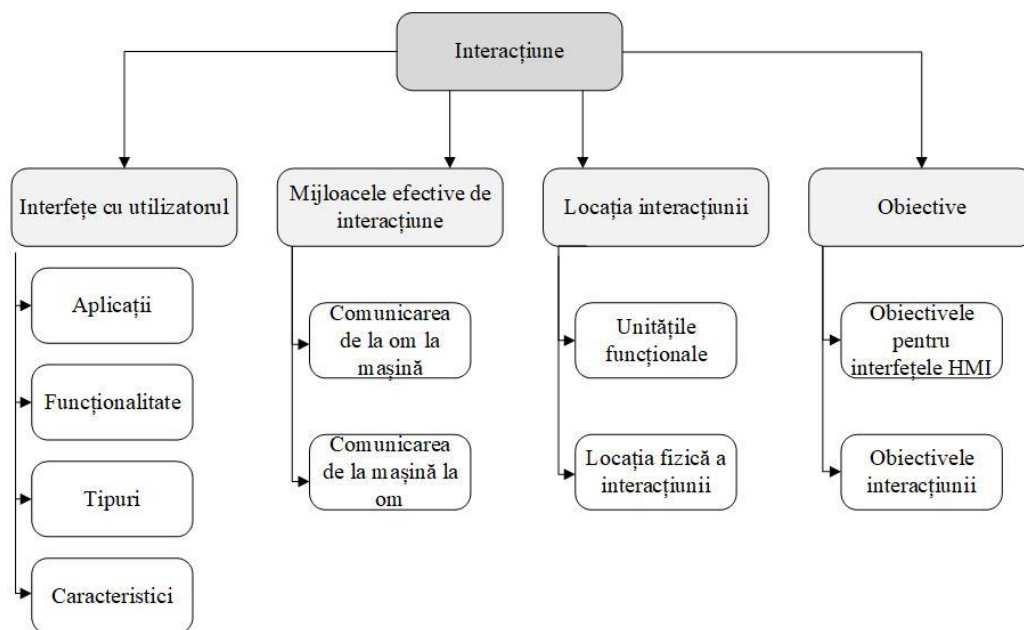 Interacțiune
Interfețe cu utilizatorul
Aplicații
Funcționalitate
Tipuri
Caracteristici
Mijloacele efective de
interacțiune
Comunicarea
de la om la
mașină
Comunicarea
de la mașină la
om
Locația interacțiunii
Unitățile
funcționale
Locația fizică a
interacțiunii
Obiective
Obiectivele
pentru
interfețele HMI
Obiectivele
interacțiunii